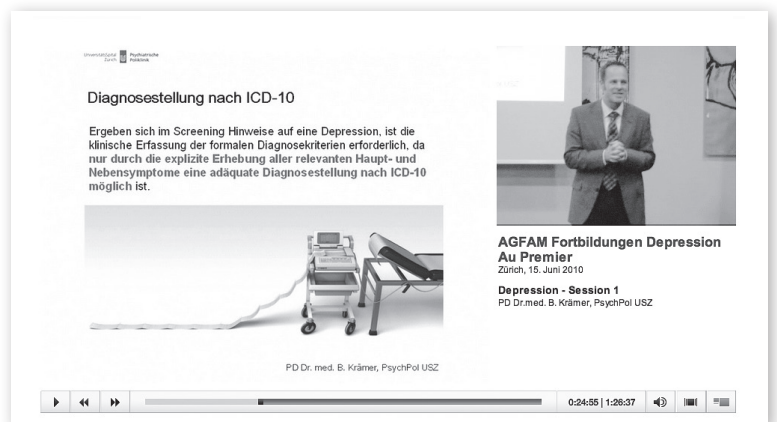 UniversitätsSpital
Zürich
Psychiatrische
Poliklinik
Diagnosestellung nach ICD-10
Ergeben sich im Screening Hinweise auf eine Depression, ist die
klinische Erfassung der formalen Diagnosekriterien erforderlich, da
nur durch die explizite Erhebung aller relevanten Haupt- und
Nebensymptome eine adäquate Diagnosestellung nach ICD-10
möglich ist.
PD Dr. med. B. Krämer, PsychPol USZ
AGFAM Fortbildungen Depression
Au Premier
Zürich, 15. Juni 2010
Depression - Session 1
PD Dr.med. B. Krämer, PsychPol USZ
0:24:55 | 1:26:37